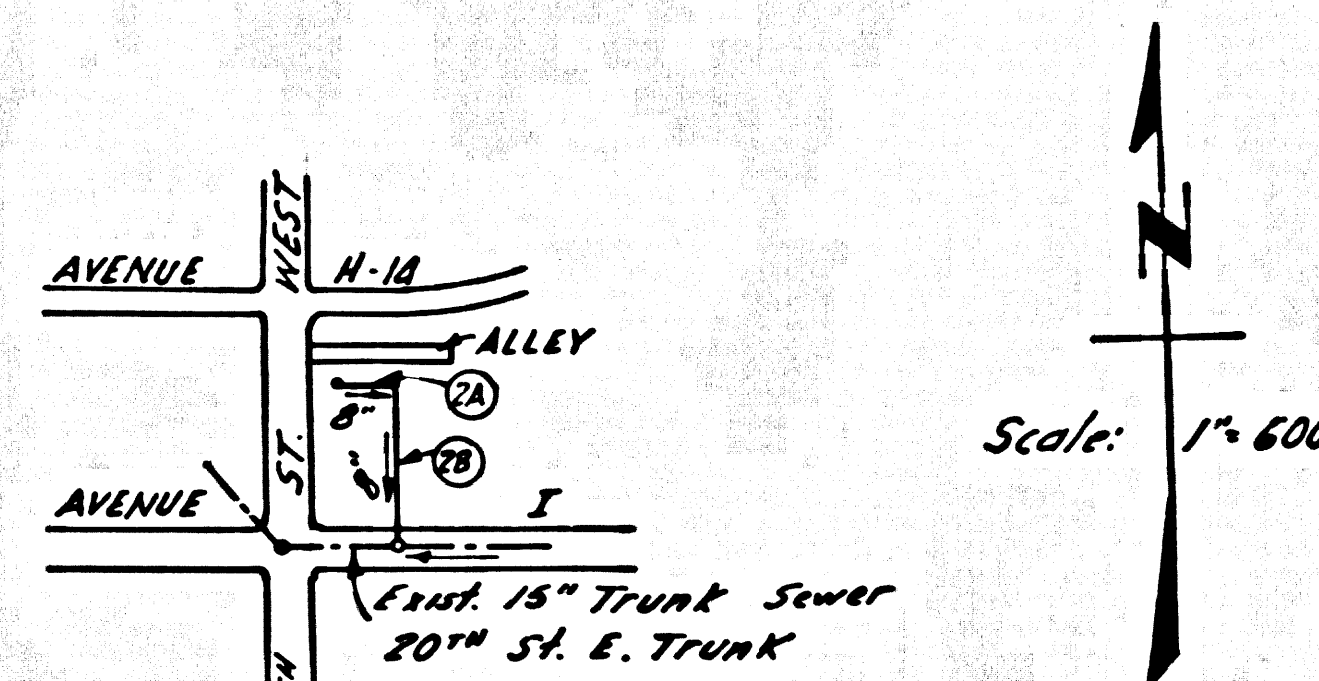 WEST
AVENUE H-14
N
ALLEY
2A
8"
Scale: 1"= 600
ST.
2B
8"
AVENUE I
Exist. 15" Trunk Sewer
20TH St. E. Trunk